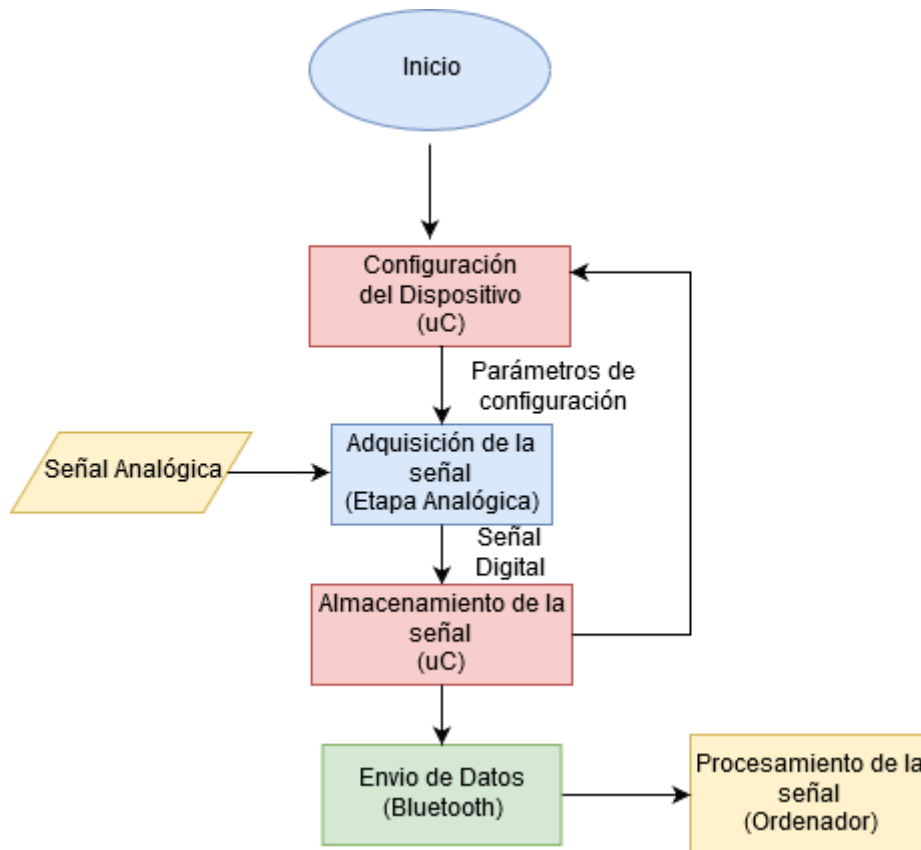 Inicio
Configuración
del Dispositivo
(uC)
Parámetros de
configuración
Señal Analógica
Adquisición de la
señal
(Etapa Analógica)
Señal
Digital
Almacenamiento de la
señal
(uC)
Envio de Datos
(Bluetooth)
Procesamiento de la
señal
(Ordenador)